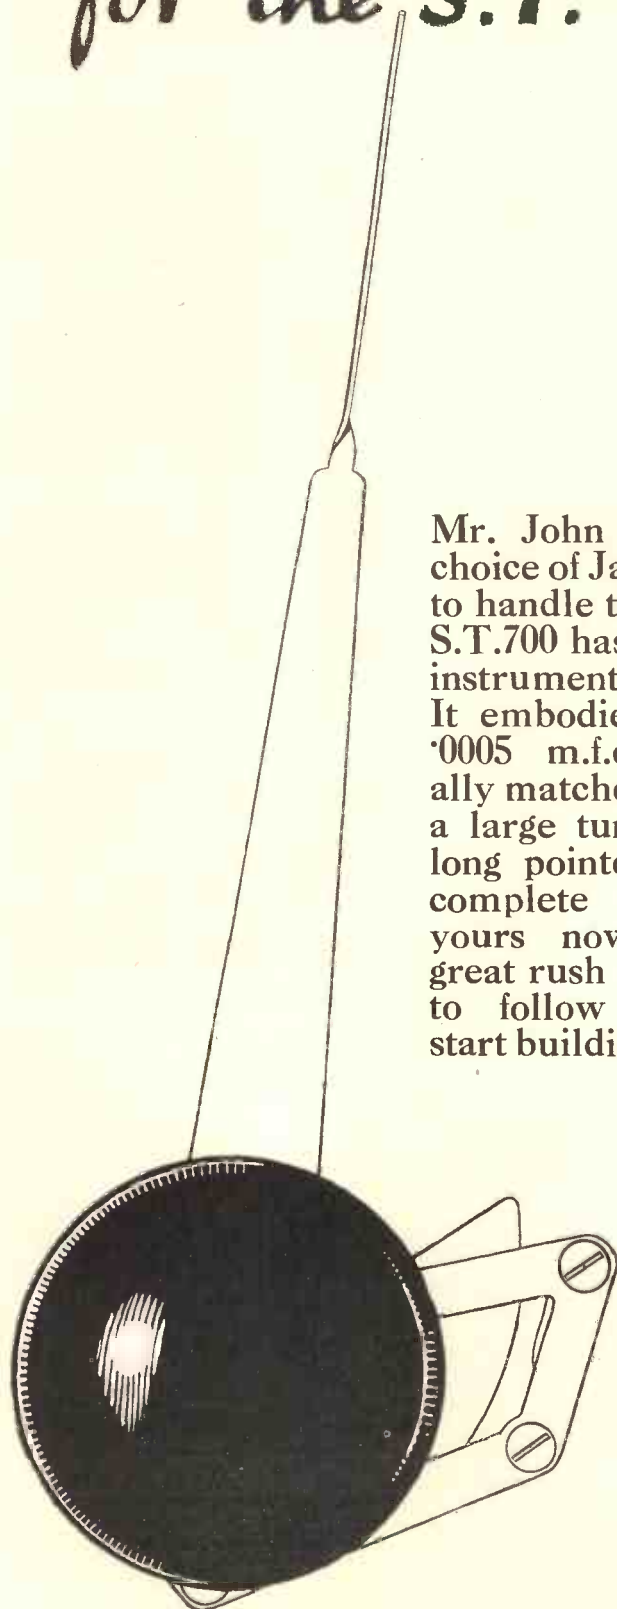 for the S.T.
Mr. John
choice of Ja
to handle t
S.T.700 has
instrument
It embodie
·0005 m.f.
ally matche
a large tu
long point
complete
yours no
great rush
to follow
start buildi